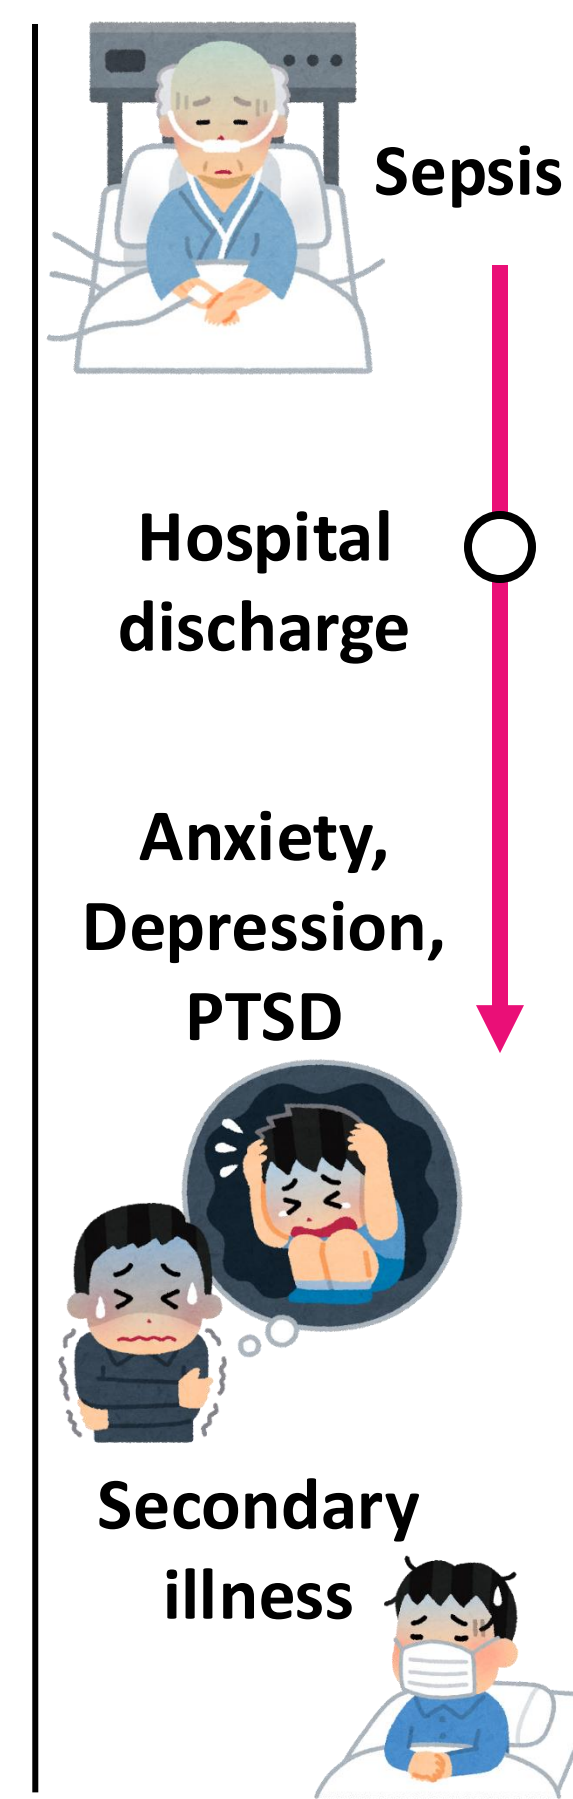 Sepsis
Hospital
discharge
Anxiety,
Depression,
PTSD
Secondary
illness